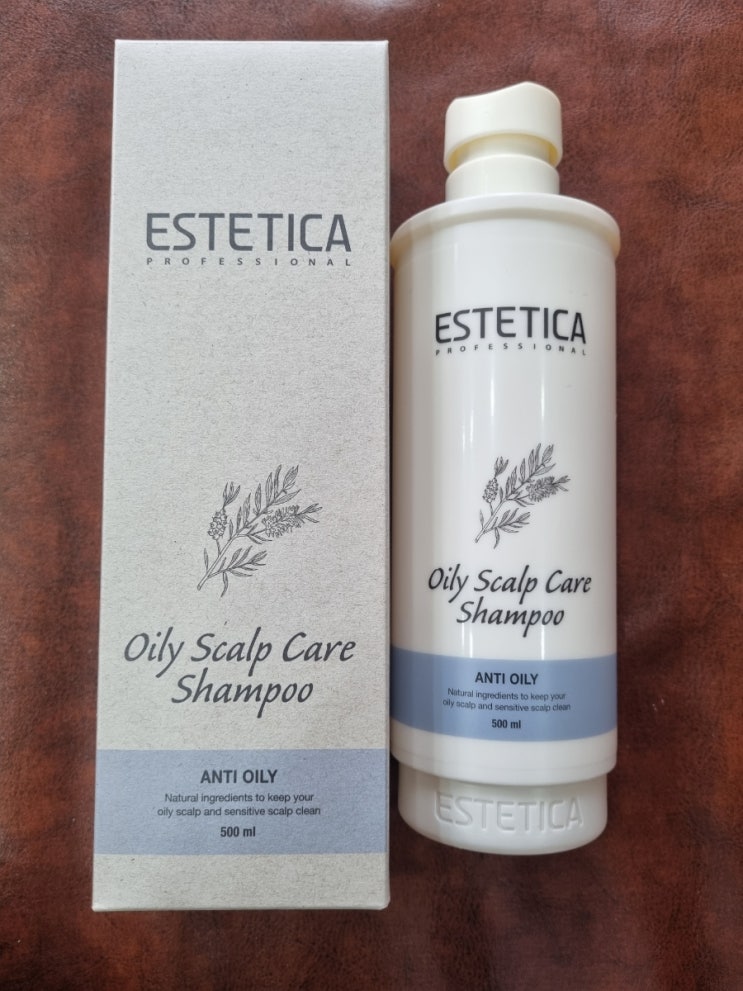 ESTETICA
PROFESSIONAL
Oily Scalp Care
Shampoo
ANTI OILY
Natural ingredients to keep your
oily scalp and sensitive scalp clean
500 ml
ESTETICA
PROFESSIONAL
Oily Scalp Care
Shampoo
ANTI OILY
Natural ingredients to keep your
oily scalp and sensitive scalp clean
500 ml
ESTETICA